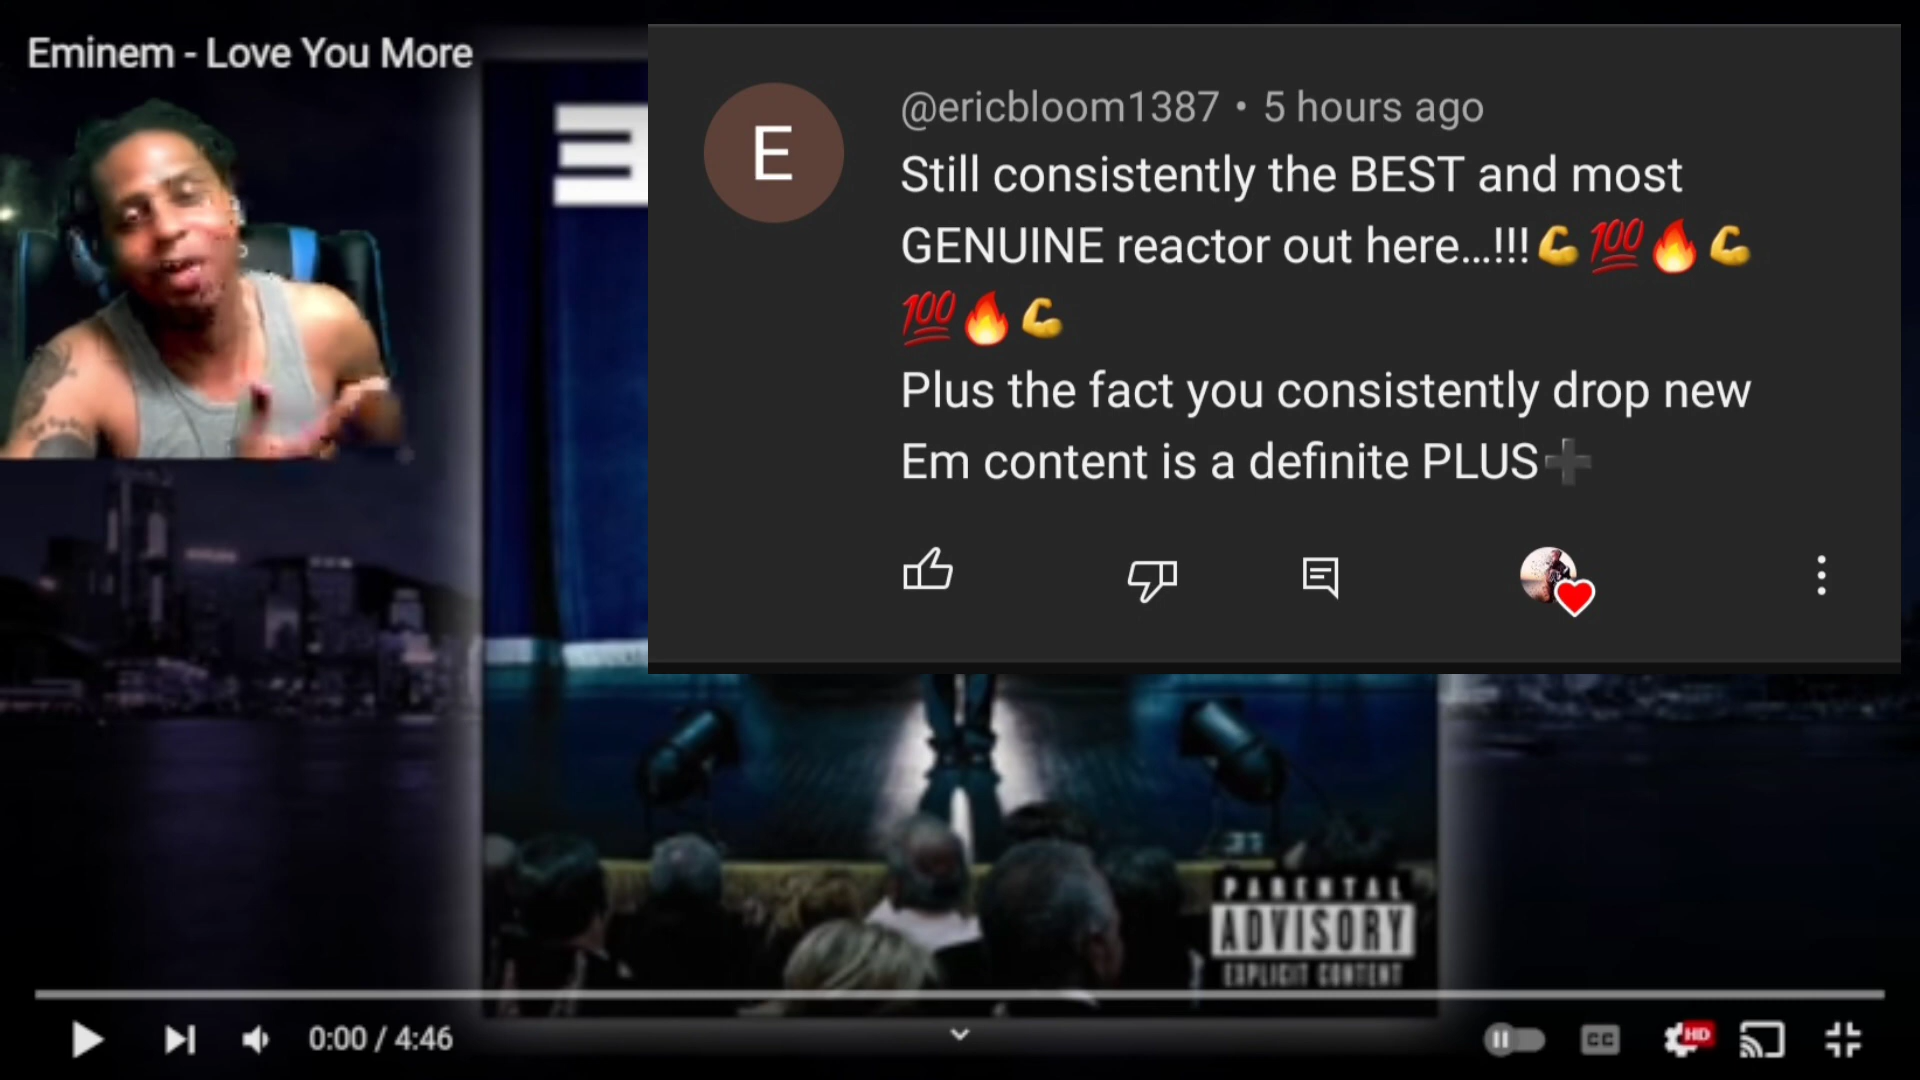 Eminem - Love You More
E
@ericbloom1387 • 5 hours ago
Still consistently the BEST and most
GENUINE reactor out here...!!!💪💯🔥💪
💯🔥💪
Plus the fact you consistently drop new
Em content is a definite PLUS➕
PARENTAL
ADVISORY
EXPLICIT CONTENT
0:00 / 4:46
CC
HD